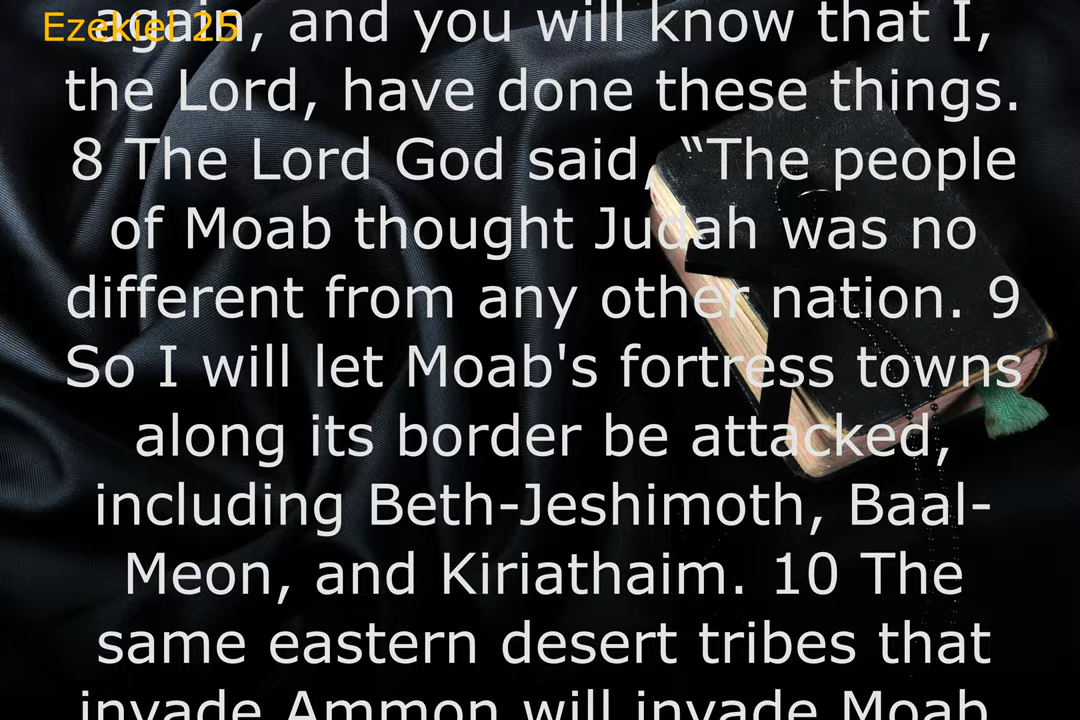 Ezekiel 25
again, and you will know that I,
the Lord, have done these things.
8 The Lord God said, “The people
of Moab thought Judah was no
different from any other nation. 9
So I will let Moab's fortress towns
along its border be attacked,
including Beth-Jeshimoth, Baal-
Meon, and Kiriathaim. 10 The
same eastern desert tribes that
invade Ammon will invade Moab,